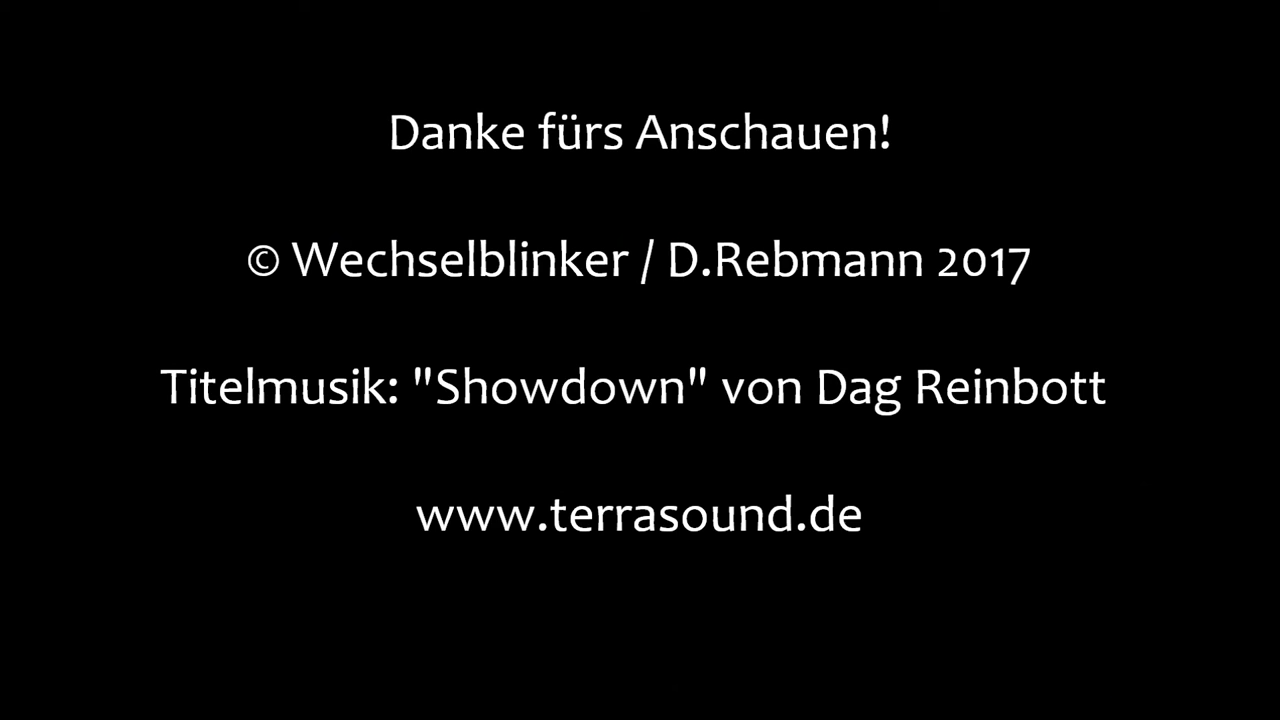 Danke fürs Anschauen!
© Wechselblinker / D.Rebmann 2017
Titelmusik: "Showdown" von Dag Reinbott
www.terrasound.de